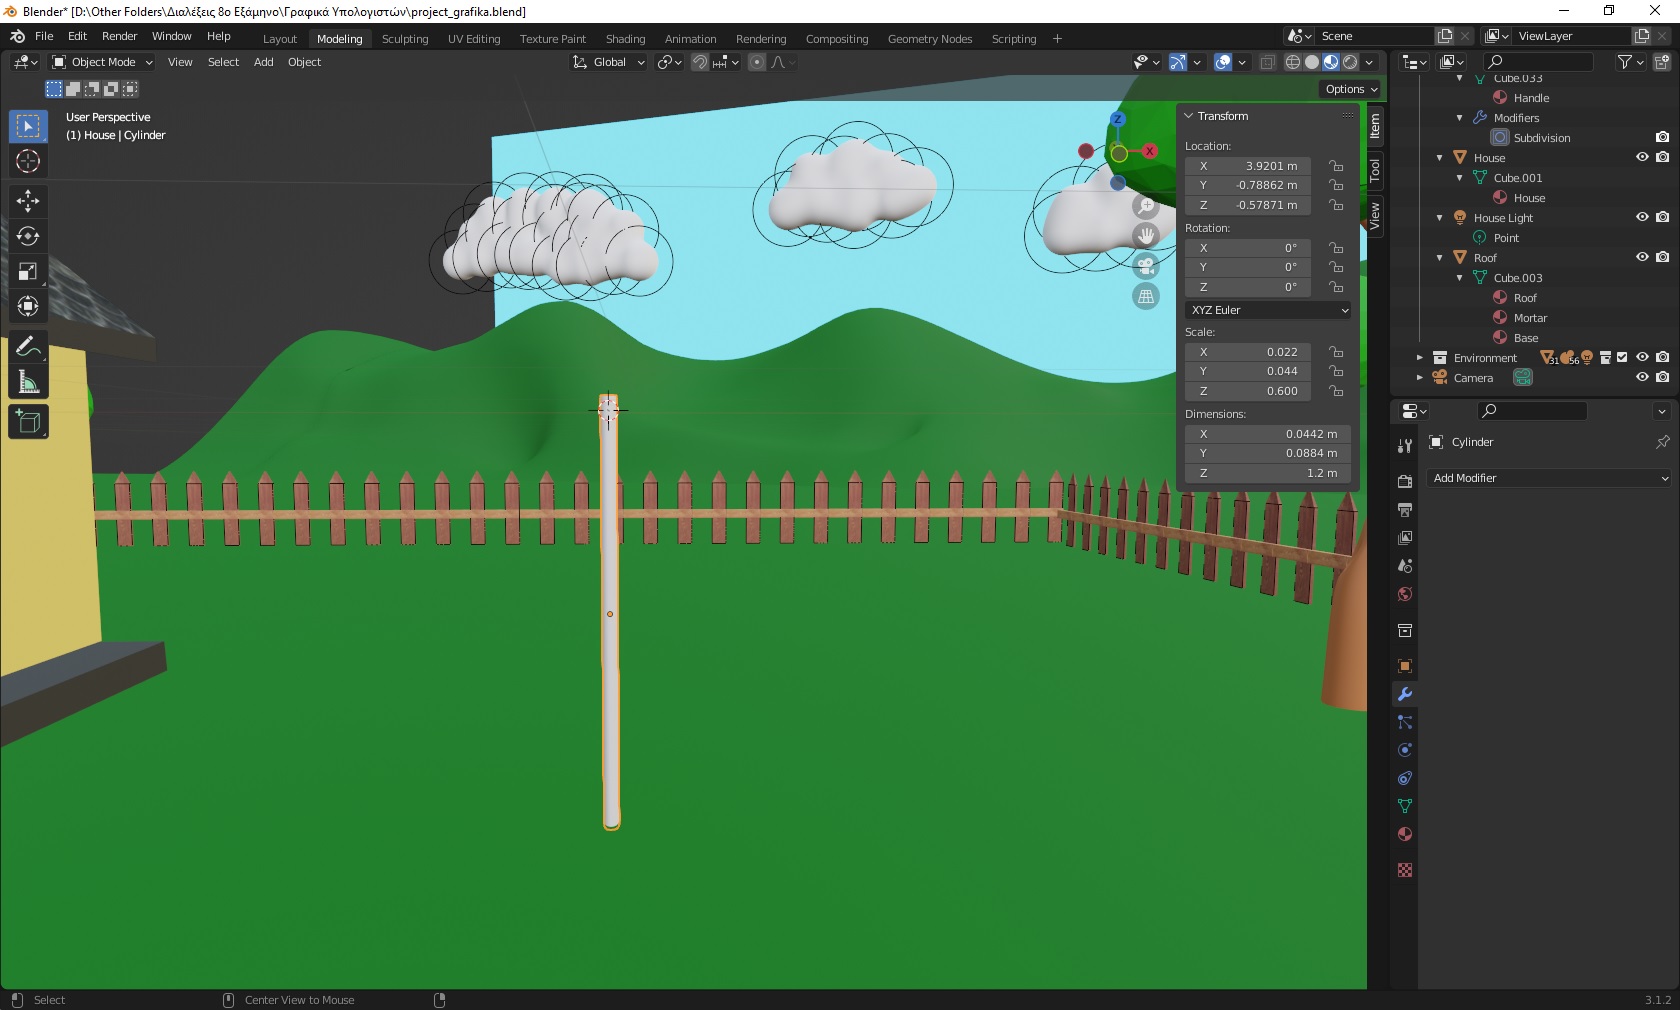 Blender* [D:\Other Folders\Διαλέξεις 8ο Εξάμηνο\Γραφικά Υπολογιστών\project_grafika.blend]
File Edit Render Window Help Layout Modeling Sculpting UV Editing Texture Paint Shading Animation Rendering Compositing Geometry Nodes Scripting + Scene ViewLayer
Object Mode View Select Add Object Global
Options
User Perspective
(1) House | Cylinder
Z
X
Item
Tool
View
Transform
Location:
X 3.9201 m
Y -0.78862 m
Z -0.57871 m
Rotation:
X 0°
Y 0°
Z 0°
XYZ Euler
Scale:
X 0.022
Y 0.044
Z 0.600
Dimensions:
X 0.0442 m
Y 0.0884 m
Z 1.2 m
Cube.033
Handle
Modifiers
Subdivision
House
Cube.001
House
House Light
Point
Roof
Cube.003
Roof
Mortar
Base
Environment 31 56
Camera
Cylinder
Add Modifier
Select Center View to Mouse 3.1.2